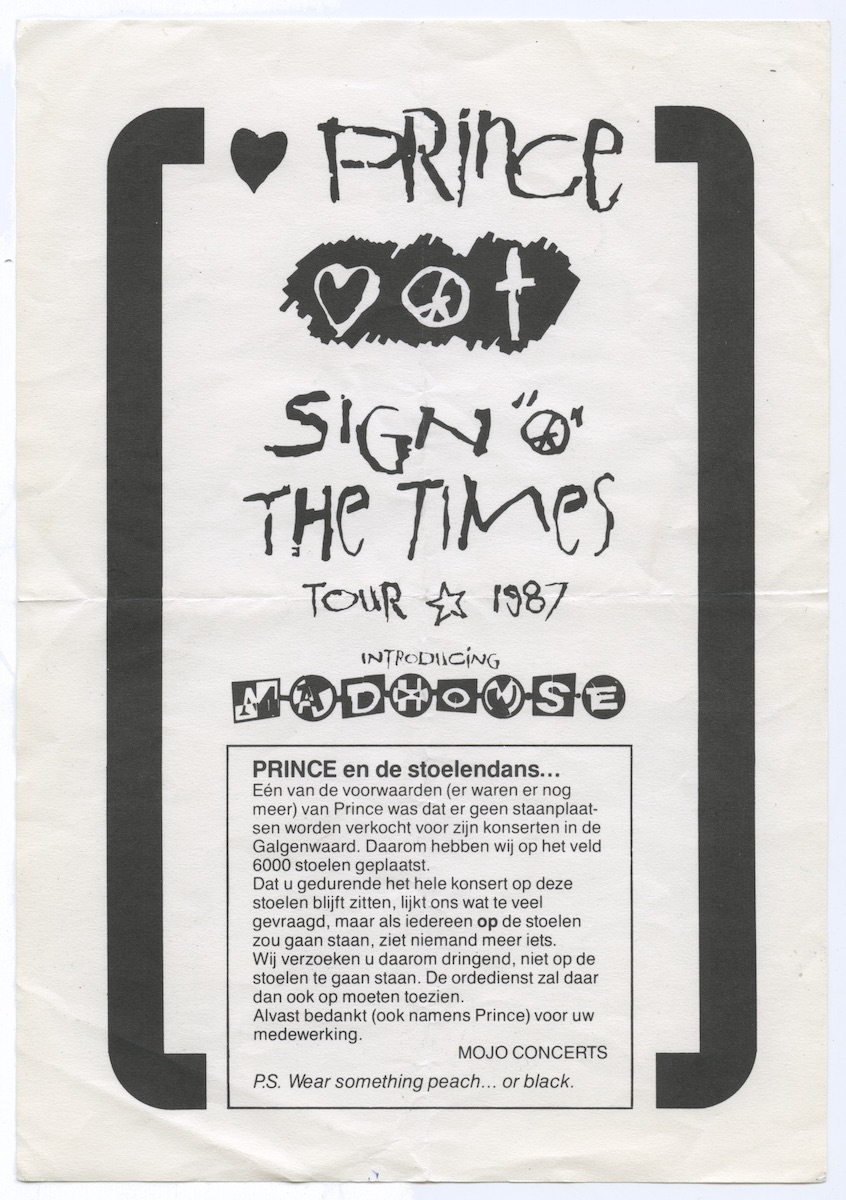 PRINCE
SIGN "O"
THE TIMES
TOUR ☆ 1987
INTRODUCING
MADHOUSE
PRINCE en de stoelendans...
Eén van de voorwaarden (er waren er nog
meer) van Prince was dat er geen staanplaat-
sen worden verkocht voor zijn konserten in de
Galgenwaard. Daarom hebben wij op het veld
6000 stoelen geplaatst.
Dat u gedurende het hele konsert op deze
stoelen blijft zitten, lijkt ons wat te veel
gevraagd, maar als iedereen op de stoelen
zou gaan staan, ziet niemand meer iets.
Wij verzoeken u daarom dringend, niet op de
stoelen te gaan staan. De ordedienst zal daar
dan ook op moeten toezien.
Alvast bedankt (ook namens Prince) voor uw
medewerking.
MOJO CONCERTS
P.S. Wear something peach... or black.